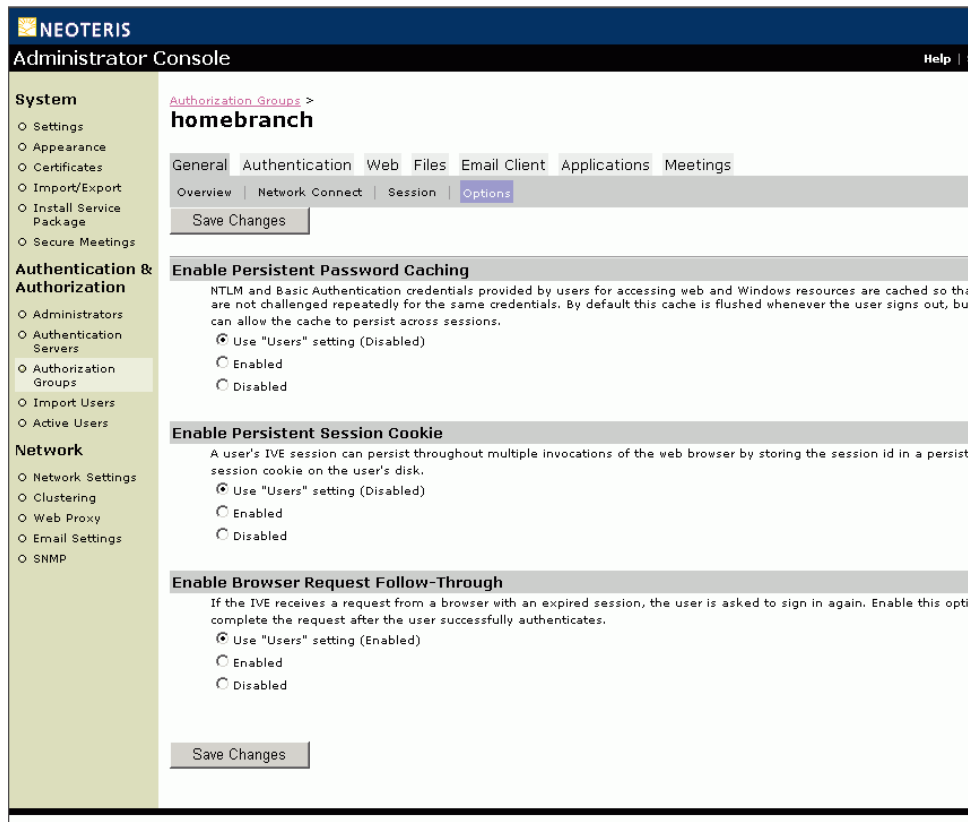 NEOTERIS
Administrator Console
Help |
System
Settings
Appearance
Certificates
Import/Export
Install Service
Package
Secure Meetings
Authentication &
Authorization
Administrators
Authentication
Servers
Authorization
Groups
Import Users
Active Users
Network
Network Settings
Clustering
Web Proxy
Email Settings
SNMP
Authorization Groups >
homebranch
General Authentication Web Files Email Client Applications Meetings
Overview | Network Connect | Session | Options
Save Changes
Enable Persistent Password Caching
NTLM and Basic Authentication credentials provided by users for accessing web and Windows resources are cached so tha
are not challenged repeatedly for the same credentials. By default this cache is flushed whenever the user signs out, bu
can allow the cache to persist across sessions.
Use "Users" setting (Disabled)
Enabled
Disabled
Enable Persistent Session Cookie
A user's IVE session can persist throughout multiple invocations of the web browser by storing the session id in a persist
session cookie on the user's disk.
Use "Users" setting (Disabled)
Enabled
Disabled
Enable Browser Request Follow-Through
If the IVE receives a request from a browser with an expired session, the user is asked to sign in again. Enable this opti
complete the request after the user successfully authenticates.
Use "Users" setting (Enabled)
Enabled
Disabled
Save Changes